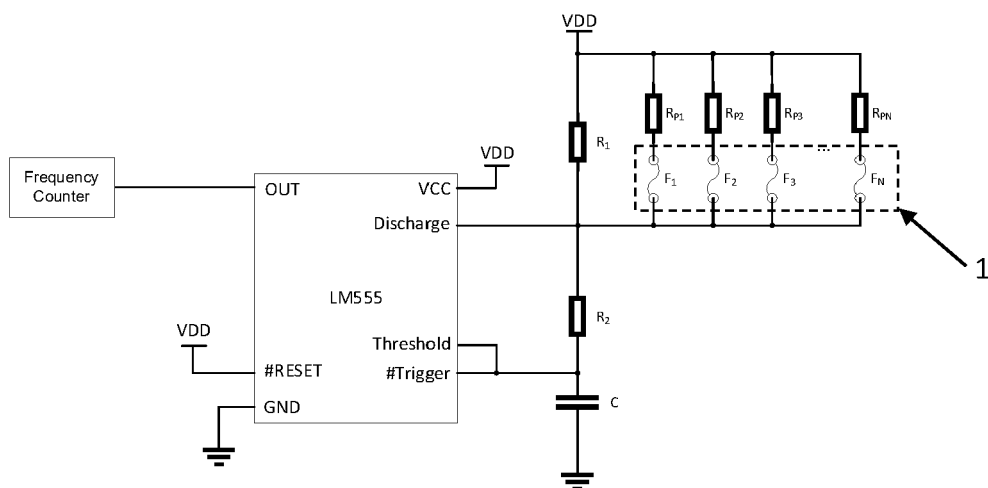 VDD
R1
RP1
RP2
RP3
RPN
...
F1
F2
F3
FN
1
VDD
Frequency
Counter
OUT
VCC
Discharge
LM555
R2
VDD
Threshold
#RESET
#Trigger
GND
C